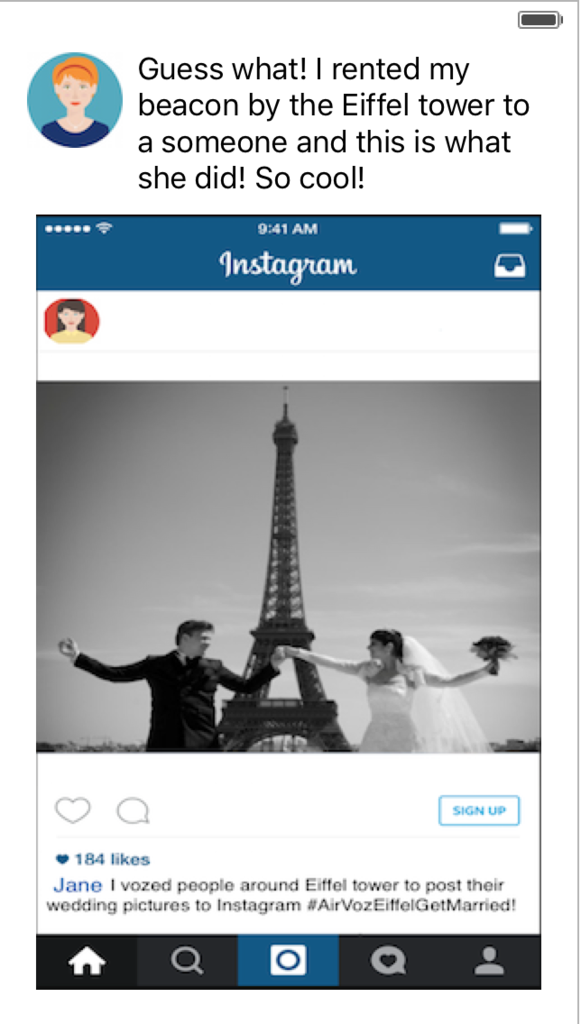 Guess what! I rented my
beacon by the Eiffel tower to
a someone and this is what
she did! So cool!
9:41 AM
Instagram
SIGN UP
184 likes
Jane I vozed people around Eiffel tower to post their
wedding pictures to Instagram #AirVozEiffelGetMarried!